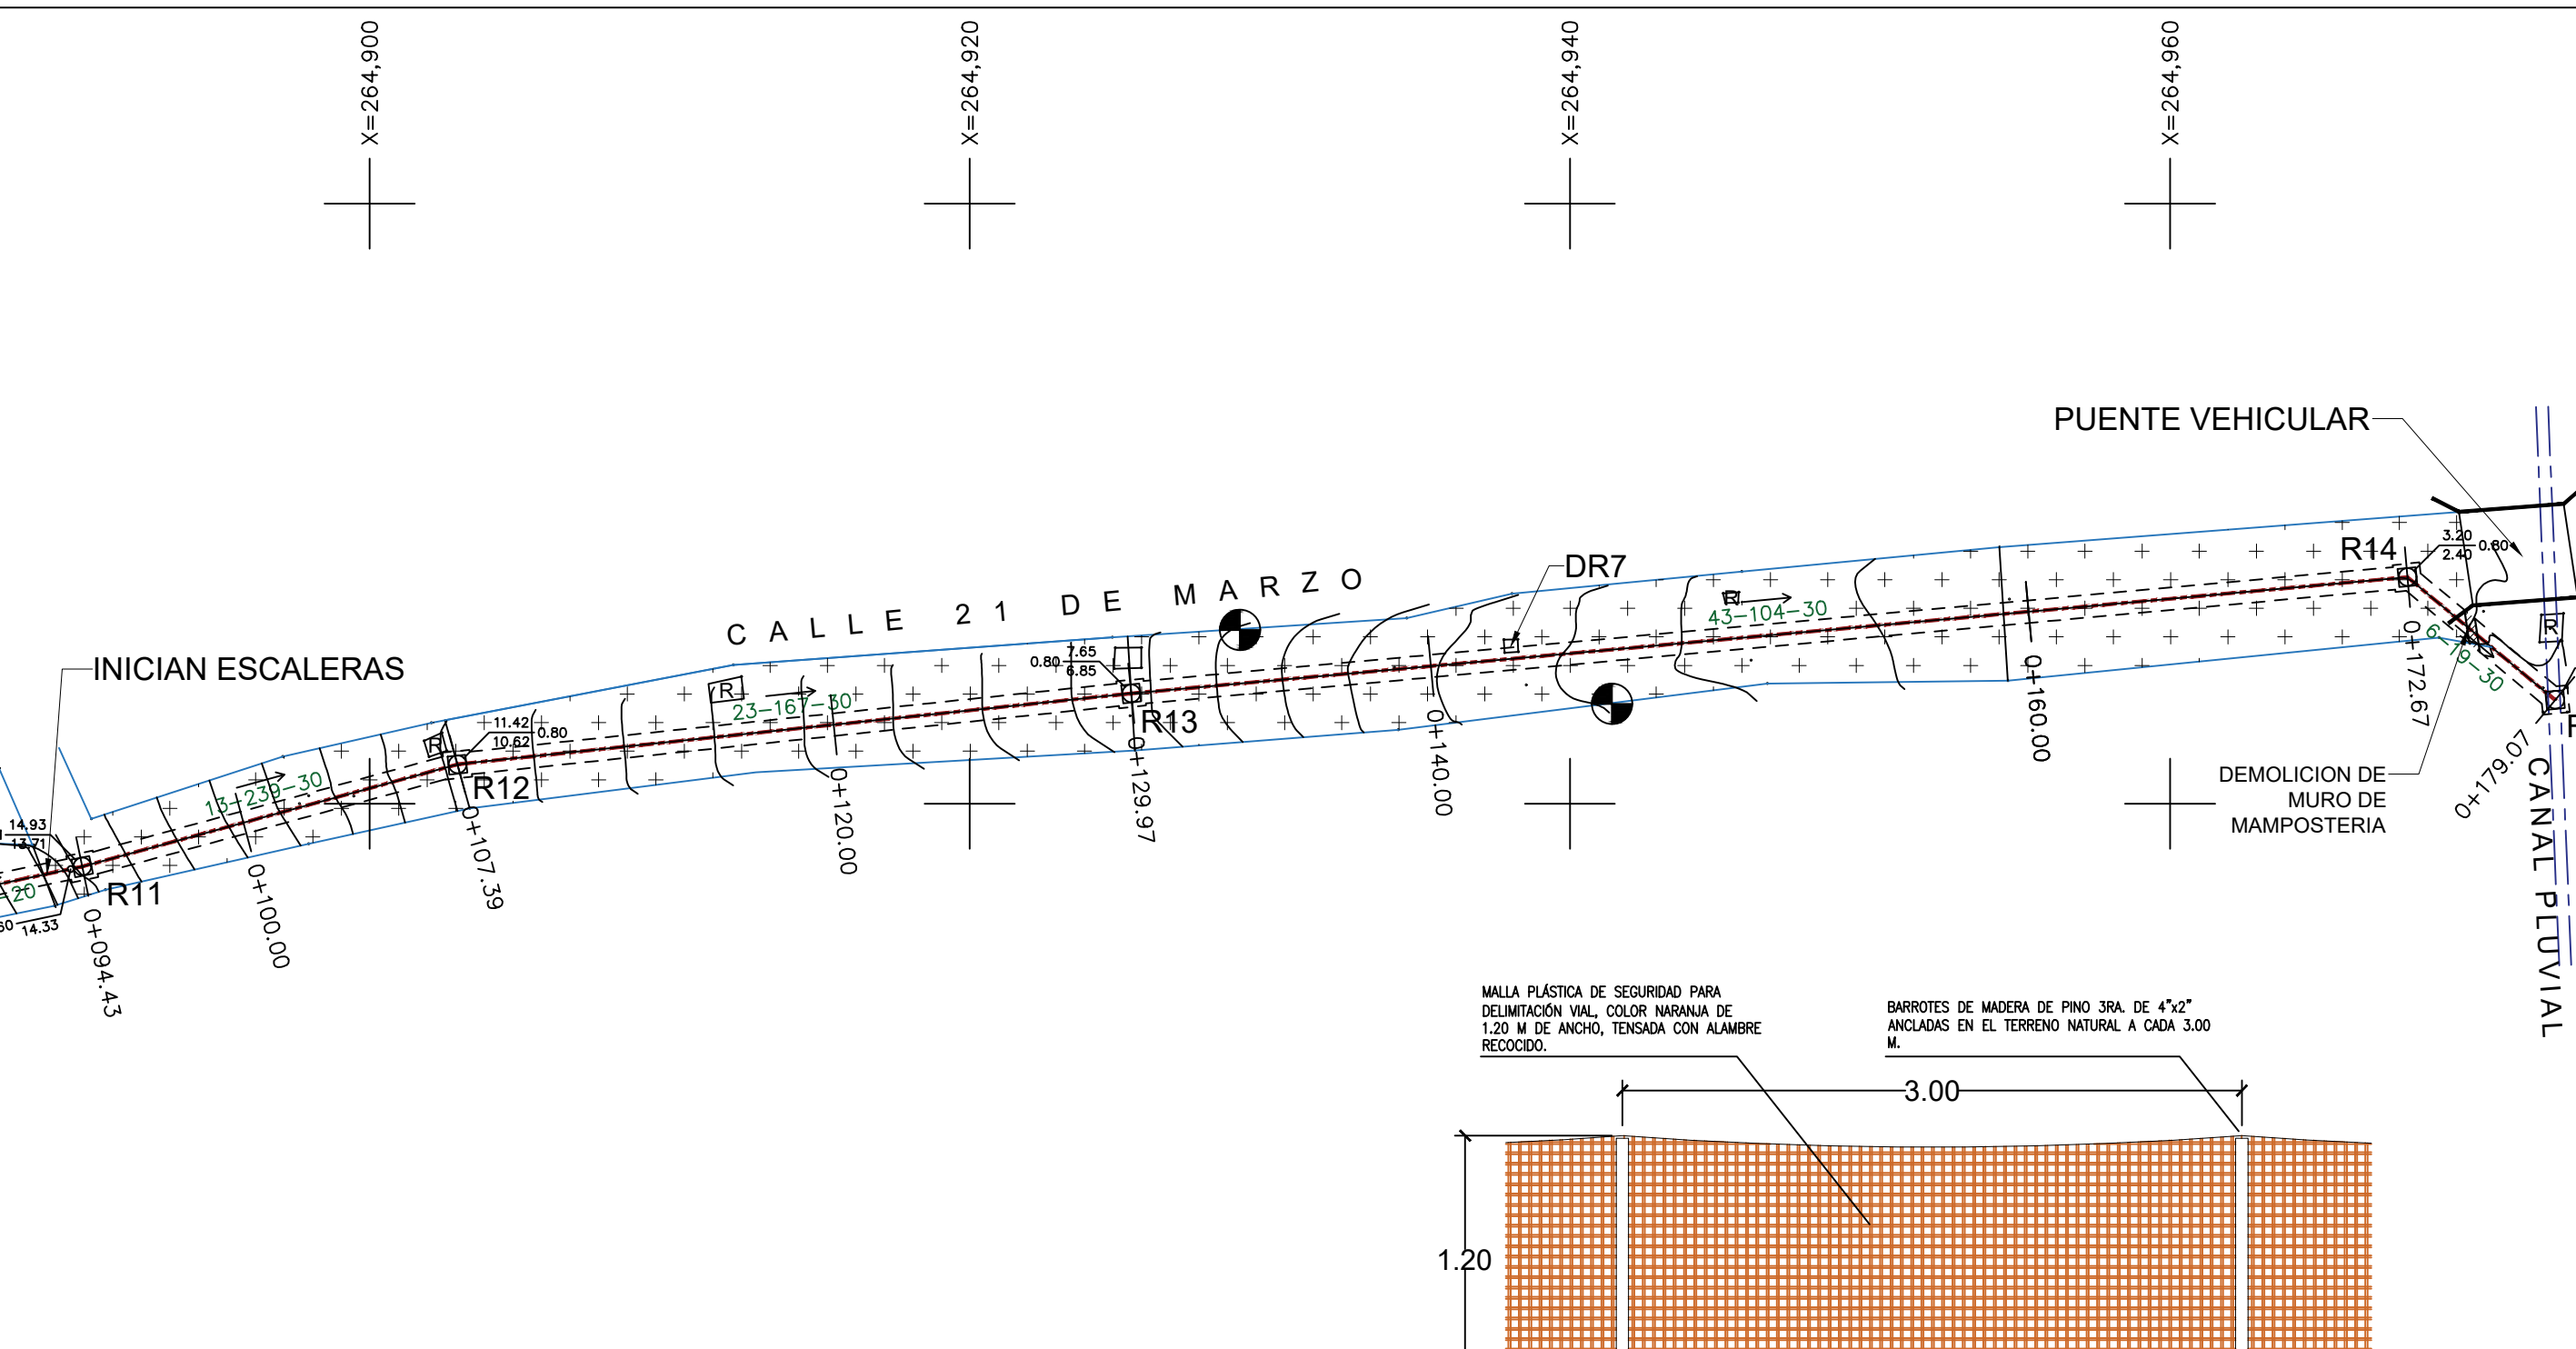 X=264,900
X=264,920
X=264,940
X=264,960
PUENTE VEHICULAR
CALLE 21 DE MARZO
DR7
R14
3.20
2.40
0.80
R
43-104-30
6-19-30
R
INICIAN ESCALERAS
7.65
6.85
0.80
R
23-167-30
R13
0+129.97
0+140.00
0+160.00
0+172.67
0+179.07
R
11.42
10.62
0.80
R12
13-239-30
0+107.39
0+120.00
14.93
13.71
R11
20
14.33
0+094.43
0+100.00
DEMOLICION DE
MURO DE
MAMPOSTERIA
CANAL PLUVIAL
MALLA PLÁSTICA DE SEGURIDAD PARA
DELIMITACIÓN VIAL, COLOR NARANJA DE
1.20 M DE ANCHO, TENSADA CON ALAMBRE
RECOCIDO.
BARROTES DE MADERA DE PINO 3RA. DE 4"x2"
ANCLADAS EN EL TERRENO NATURAL A CADA 3.00
M.
3.00
1.20